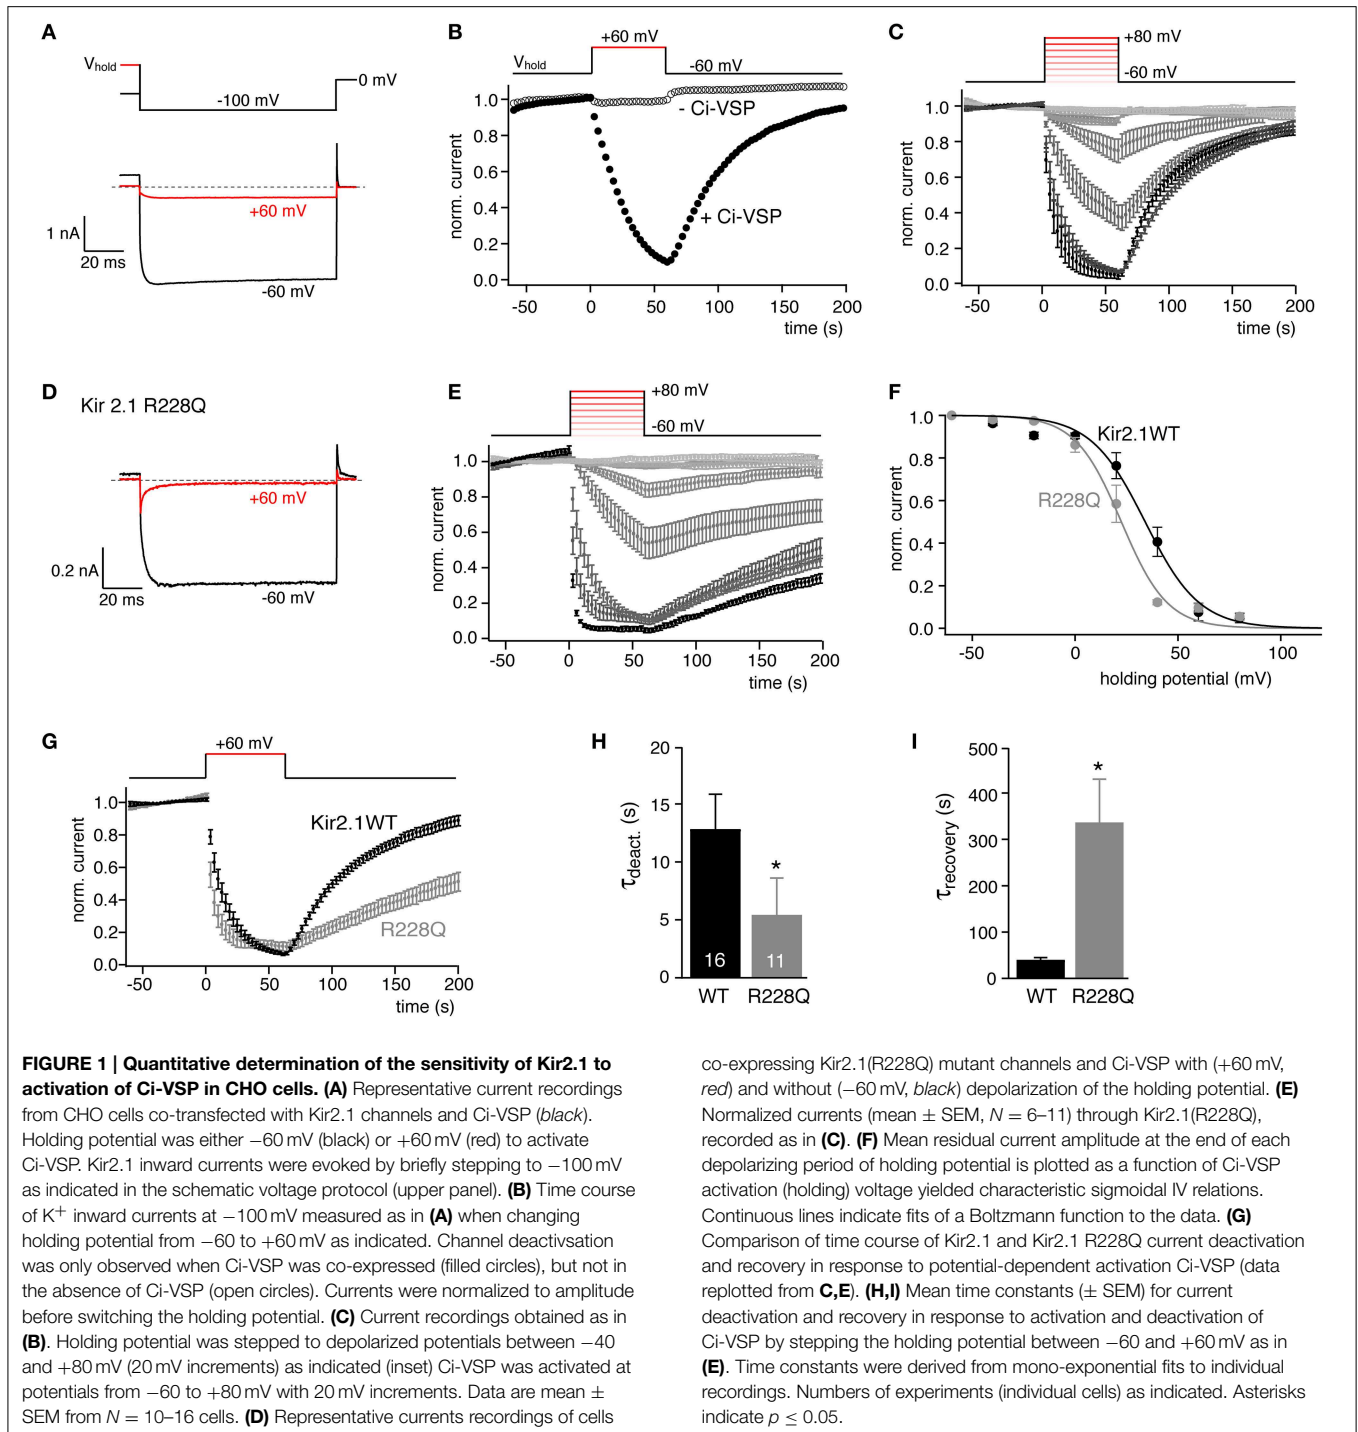 A
V_hold
-100 mV
0 mV
+60 mV
1 nA
20 ms
-60 mV
B
+60 mV
V_hold
-60 mV
1.0
0.8
0.6
0.4
0.2
0.0
norm. current
- Ci-VSP
+ Ci-VSP
-50
0
50
100
150
200
time (s)
C
+80 mV
-60 mV
1.0
0.8
0.6
0.4
0.2
0.0
norm. current
-50
0
50
100
150
200
time (s)
D
Kir 2.1 R228Q
+60 mV
0.2 nA
20 ms
-60 mV
E
+80 mV
-60 mV
1.0
0.8
0.6
0.4
0.2
0.0
norm. current
-50
0
50
100
150
200
time (s)
F
1.0
0.8
0.6
0.4
0.2
0.0
norm. current
Kir2.1WT
R228Q
-50
0
50
100
holding potential (mV)
G
+60 mV
1.0
0.8
0.6
0.4
0.2
0.0
norm. current
Kir2.1WT
R228Q
-50
0
50
100
150
200
time (s)
H
20
15
10
5
0
τdeact. (s)
*
16
11
WT
R228Q
I
500
400
300
200
100
0
τrecovery (s)
*
WT
R228Q
FIGURE 1 | Quantitative determination of the sensitivity of Kir2.1 to
activation of Ci-VSP in CHO cells. (A) Representative current recordings
from CHO cells co-transfected with Kir2.1 channels and Ci-VSP (black).
Holding potential was either −60 mV (black) or +60 mV (red) to activate
Ci-VSP. Kir2.1 inward currents were evoked by briefly stepping to −100 mV
as indicated in the schematic voltage protocol (upper panel). (B) Time course
of K+ inward currents at −100 mV measured as in (A) when changing
holding potential from −60 to +60 mV as indicated. Channel deactivsation
was only observed when Ci-VSP was co-expressed (filled circles), but not in
the absence of Ci-VSP (open circles). Currents were normalized to amplitude
before switching the holding potential. (C) Current recordings obtained as in
(B). Holding potential was stepped to depolarized potentials between −40
and +80 mV (20 mV increments) as indicated (inset) Ci-VSP was activated at
potentials from −60 to +80 mV with 20 mV increments. Data are mean ±
SEM from N = 10–16 cells. (D) Representative currents recordings of cells
co-expressing Kir2.1(R228Q) mutant channels and Ci-VSP with (+60 mV,
red) and without (−60 mV, black) depolarization of the holding potential. (E)
Normalized currents (mean ± SEM, N = 6–11) through Kir2.1(R228Q),
recorded as in (C). (F) Mean residual current amplitude at the end of each
depolarizing period of holding potential is plotted as a function of Ci-VSP
activation (holding) voltage yielded characteristic sigmoidal IV relations.
Continuous lines indicate fits of a Boltzmann function to the data. (G)
Comparison of time course of Kir2.1 and Kir2.1 R228Q current deactivation
and recovery in response to potential-dependent activation Ci-VSP (data
replotted from C,E). (H,I) Mean time constants (± SEM) for current
deactivation and recovery in response to activation and deactivation of
Ci-VSP by stepping the holding potential between −60 and +60 mV as in
(E). Time constants were derived from mono-exponential fits to individual
recordings. Numbers of experiments (individual cells) as indicated. Asterisks
indicate p ≤ 0.05.